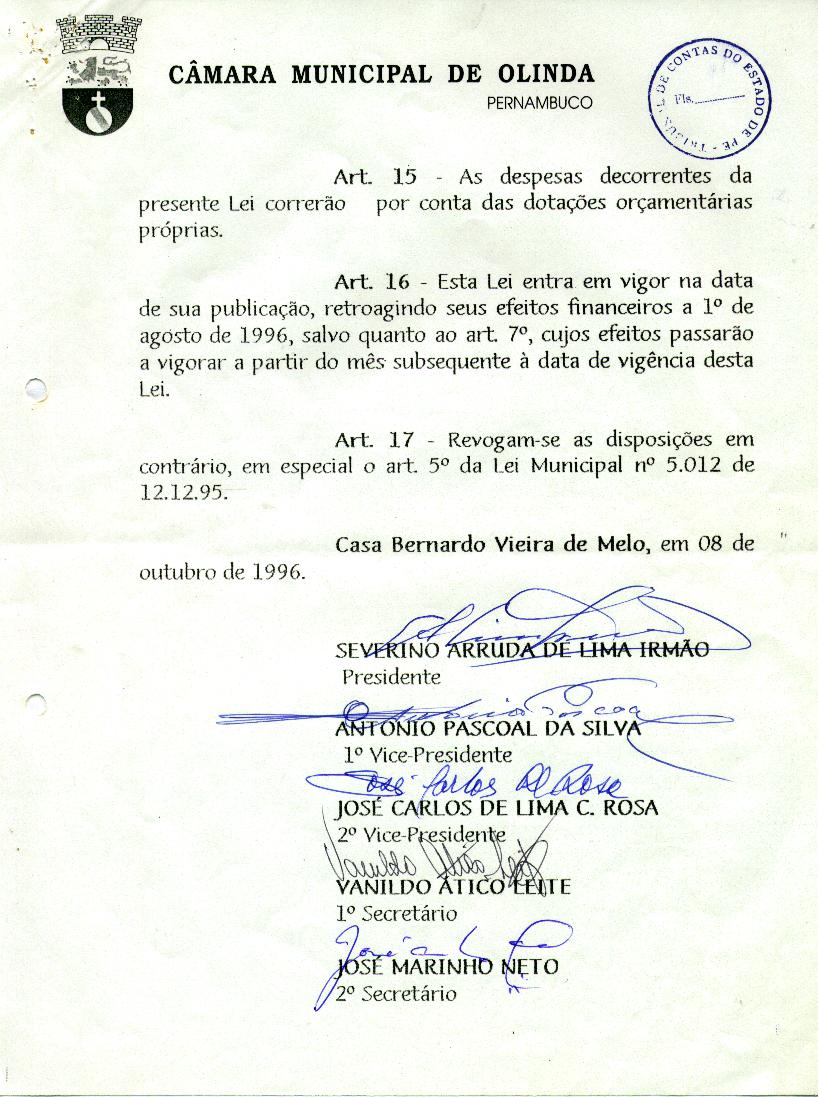 CÂMARA MUNICIPAL DE OLINDA
PERNAMBUCO
TRIBUNAL DE CONTAS DO ESTADO DE PE -
Fls.
Art. 15 - As despesas decorrentes da
presente Lei correrão por conta das dotações orçamentárias
próprias.
Art. 16 - Esta Lei entra em vigor na data
de sua publicação, retroagindo seus efeitos financeiros a 1º de
agosto de 1996, salvo quanto ao art. 7º, cujos efeitos passarão
a vigorar a partir do mês subsequente à data de vigência desta
Lei.
Art. 17 - Revogam-se as disposições em
contrário, em especial o art. 5º da Lei Municipal nº 5.012 de
12.12.95.
Casa Bernardo Vieira de Melo, em 08 de
outubro de 1996.
SEVERINO ARRUDA DE LIMA IRMÃO
Presidente
Antônio Pascoal
ANTÔNIO PASCOAL DA SILVA
1º Vice-Presidente
José Carlos de Rosa
JOSÉ CARLOS DE LIMA C. ROSA
2º Vice-Presidente
Vanildo Ático Leite
VANILDO ÁTICO LEITE
1º Secretário
José
JOSÉ MARINHO NETO
2º Secretário